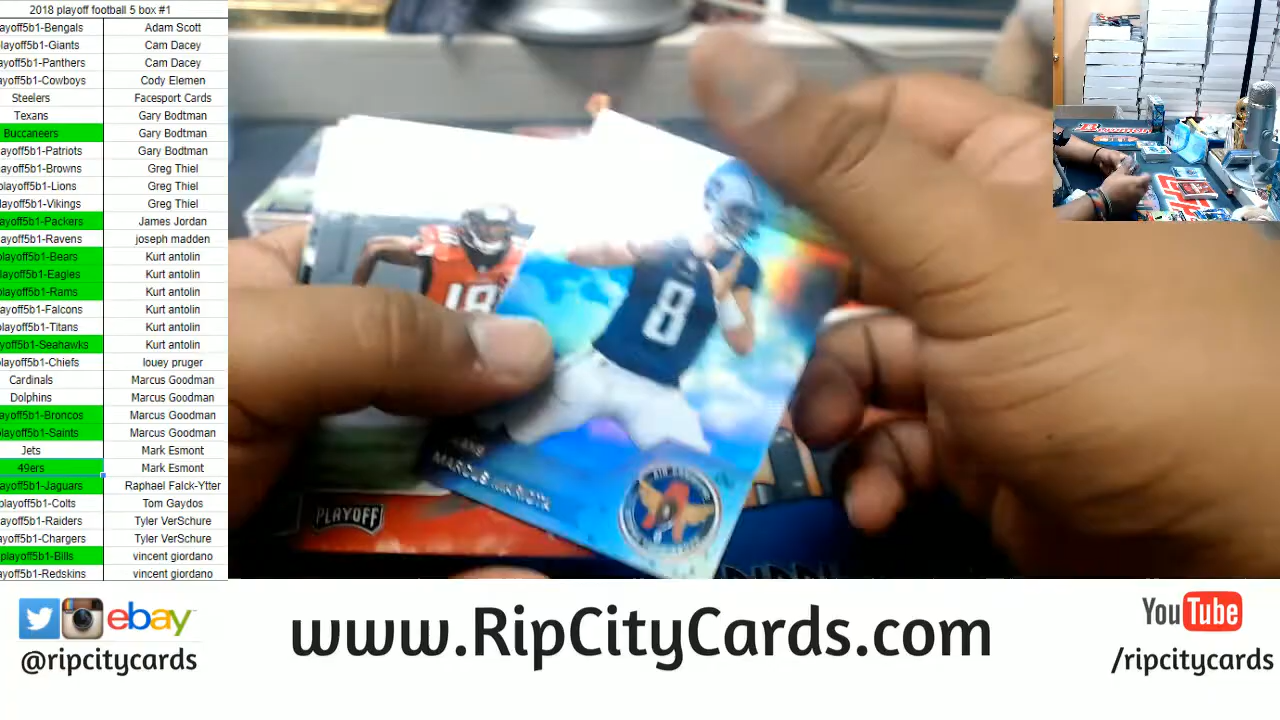 2018 playoff football 5 box #1
ayoff5b1-Bengals Adam Scott
layoff5b1-Giants Cam Dacey
ayoff5b1-Panthers Cam Dacey
ayoff5b1-Cowboys Cody Elemen
Steelers Facesport Cards
Texans Gary Bodtman
Buccaneers Gary Bodtman
ayoff5b1-Patriots Gary Bodtman
ayoff5b1-Browns Greg Thiel
playoff5b1-Lions Greg Thiel
ayoff5b1-Vikings Greg Thiel
ayoff5b1-Packers James Jordan
ayoff5b1-Ravens joseph madden
layoff5b1-Bears Kurt antolin
layoff5b1-Eagles Kurt antolin
layoff5b1-Rams Kurt antolin
layoff5b1-Falcons Kurt antolin
layoff5b1-Titans Kurt antolin
yoff5b1-Seahawks Kurt antolin
layoff5b1-Chiefs louey pruger
Cardinals Marcus Goodman
Dolphins Marcus Goodman
ayoff5b1-Broncos Marcus Goodman
layoff5b1-Saints Marcus Goodman
Jets Mark Esmont
49ers Mark Esmont
ayoff5b1-Jaguars Raphael Falck-Ytter
playoff5b1-Colts Tom Gaydos
ayoff5b1-Raiders Tyler VerSchure
ayoff5b1-Chargers Tyler VerSchure
playoff5b1-Bills vincent giordano
ayoff5b1-Redskins vincent giordano
18
8
MARCUS MARIOTA
PLAYOFF
ebay
@ripcitycards
www.RipCityCards.com
YouTube
/ripcitycards